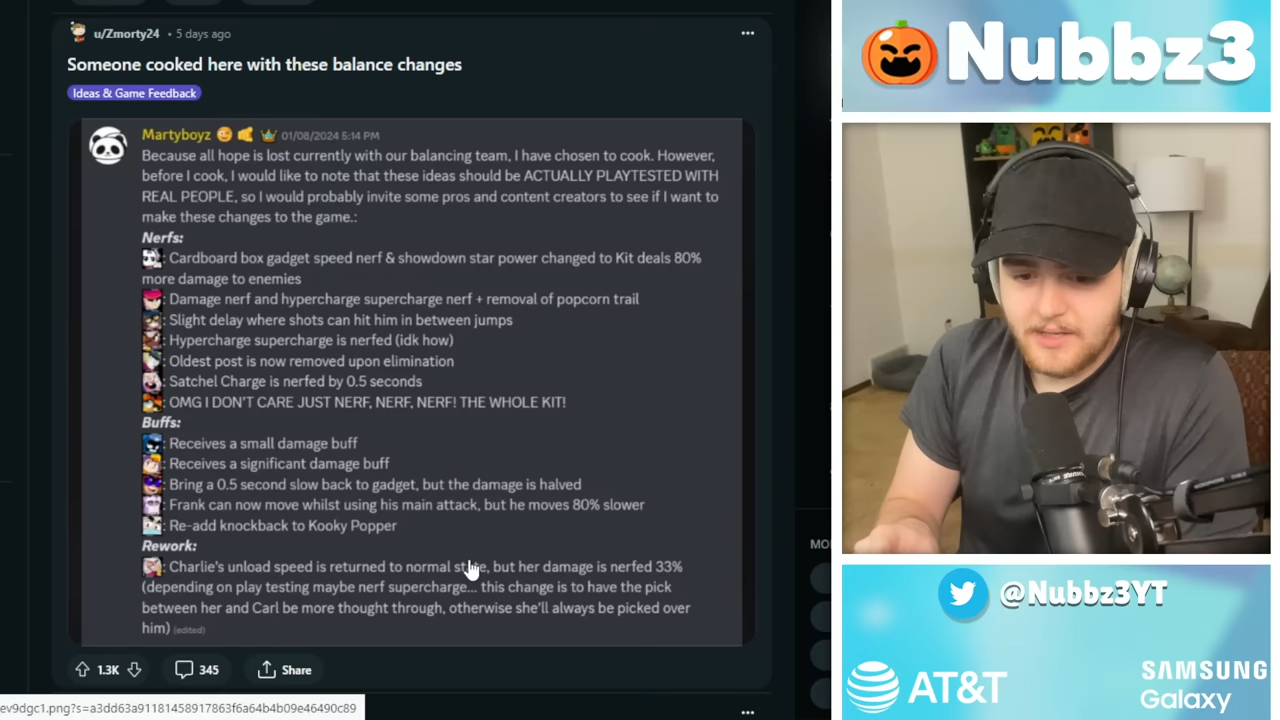 u/Zmorty24 • 5 days ago
Someone cooked here with these balance changes
Ideas & Game Feedback
Martyboyz 01/08/2024 5:14 PM
Because all hope is lost currently with our balancing team, I have chosen to cook. However,
before I cook, I would like to note that these ideas should be ACTUALLY PLAYTESTED WITH
REAL PEOPLE, so I would probably invite some pros and content creators to see if I want to
make these changes to the game.:
Nerfs:
: Cardboard box gadget speed nerf & showdown star power changed to Kit deals 80%
more damage to enemies
: Damage nerf and hypercharge supercharge nerf + removal of popcorn trail
: Slight delay where shots can hit him in between jumps
: Hypercharge supercharge is nerfed (idk how)
: Oldest post is now removed upon elimination
: Satchel Charge is nerfed by 0.5 seconds
: OMG I DON'T CARE JUST NERF, NERF, NERF! THE WHOLE KIT!
Buffs:
: Receives a small damage buff
: Receives a significant damage buff
: Bring a 0.5 second slow back to gadget, but the damage is halved
: Frank can now move whilst using his main attack, but he moves 80% slower
: Re-add knockback to Kooky Popper
Rework:
: Charlie's unload speed is returned to normal state, but her damage is nerfed 33%
(depending on play testing maybe nerf supercharge... this change is to have the pick
between her and Carl be more thought through, otherwise she'll always be picked over
him) (edited)
1.3K 345 Share
ev9dgc1.png?s=a3dd63a91181458917863f6a64b4b09e46490c89
MO
Nubbz3
@Nubbz3YT
AT&T
SAMSUNG
Galaxy